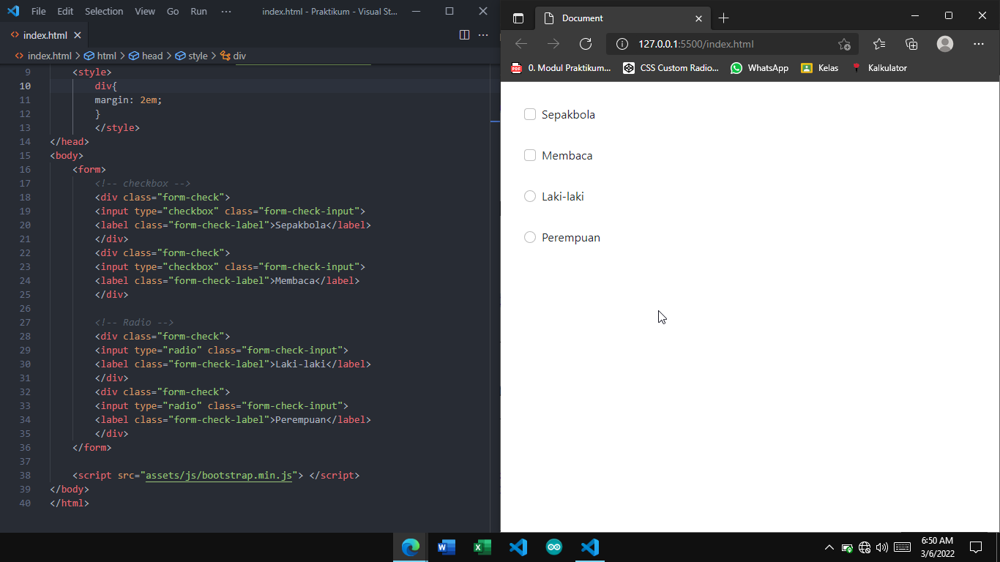 File Edit Selection View Go Run ··· index.html - Praktikum - Visual St...
index.html
index.html > html > head > style > div
9 <style>
10 div{
11 margin: 2em;
12 }
13 </style>
14 </head>
15 <body>
16 <form>
17 <!-- checkbox -->
18 <div class="form-check">
19 <input type="checkbox" class="form-check-input">
20 <label class="form-check-label">Sepakbola</label>
21 </div>
22 <div class="form-check">
23 <input type="checkbox" class="form-check-input">
24 <label class="form-check-label">Membaca</label>
25 </div>
26
27 <!-- Radio -->
28 <div class="form-check">
29 <input type="radio" class="form-check-input">
30 <label class="form-check-label">Laki-laki</label>
31 </div>
32 <div class="form-check">
33 <input type="radio" class="form-check-input">
34 <label class="form-check-label">Perempuan</label>
35 </div>
36 </form>
37
38 <script src="assets/js/bootstrap.min.js"> </script>
39 </body>
40 </html>
Document
127.0.0.1:5500/index.html
PDF 0. Modul Praktikum... CSS Custom Radio... WhatsApp Kelas Kalkulator
Sepakbola
Membaca
Laki-laki
Perempuan
6:50 AM
3/6/2022